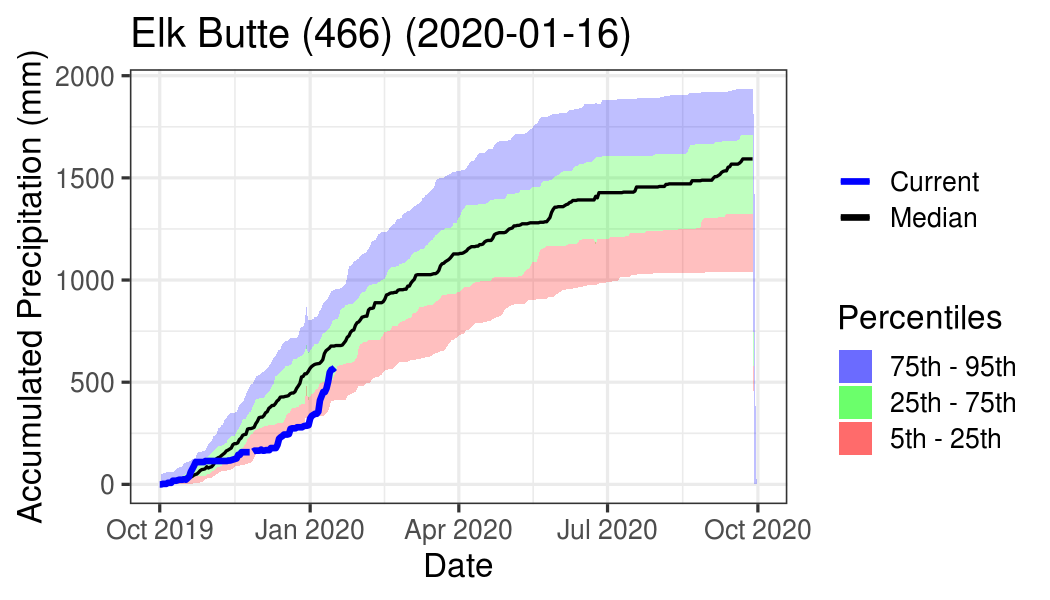 Elk Butte (466) (2020-01-16)
Accumulated Precipitation (mm)
2000
1500
1000
500
0
Oct 2019
Jan 2020
Apr 2020
Jul 2020
Oct 2020
Date
Current
Median
Percentiles
75th - 95th
25th - 75th
5th - 25th